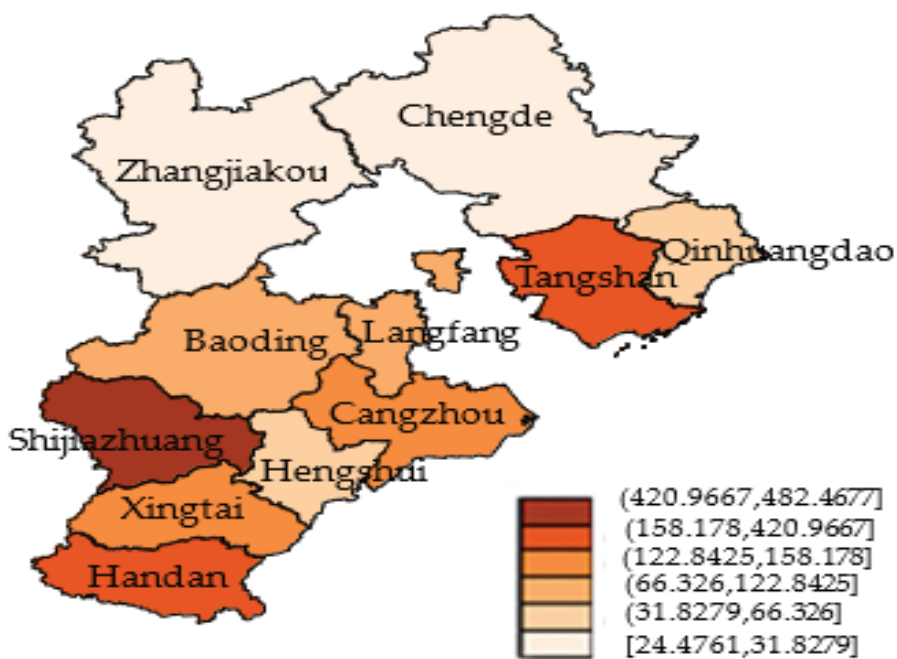 Chengde
Zhangjiakou
Qinhuangdao
Tangshan
Baoding
Langfang
Cangzhou
Shijiazhuang
Hengshui
Xingtai
Handan
(420.9667,482.4677]
(158.178,420.9667]
(122.8425,158.178]
(66.326,122.8425]
(31.8279,66.326]
[24.4761,31.8279]